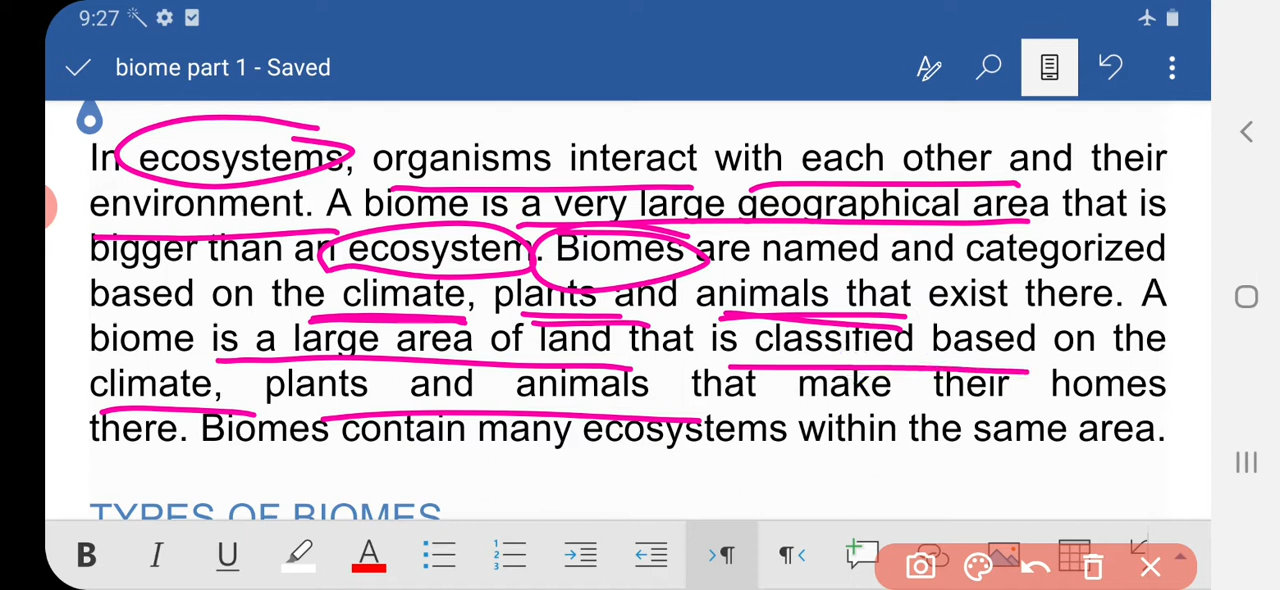 9:27
biome part 1 - Saved
In ecosystems, organisms interact with each other and their
environment. A biome is a very large geographical area that is
bigger than an ecosystem. Biomes are named and categorized
based on the climate, plants and animals that exist there. A
biome is a large area of land that is classified based on the
climate, plants and animals that make their homes
there. Biomes contain many ecosystems within the same area.
TYPES OF BIOMES
B I U A